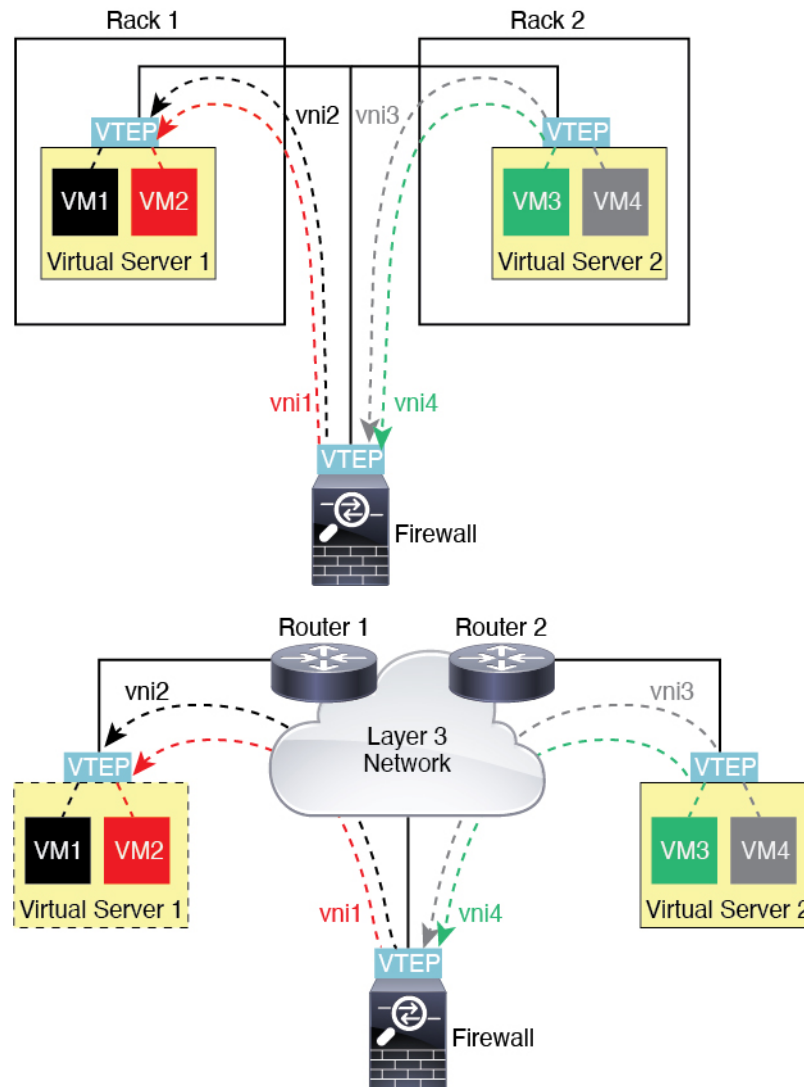 Rack 1
Rack 2
vni2
vni3
VTEP
VTEP
VM1
VM2
VM3
VM4
Virtual Server 1
Virtual Server 2
vni1
vni4
VTEP
Firewall
Router 1
Router 2
vni2
vni3
Layer 3
Network
VTEP
VTEP
VM1
VM2
VM3
VM4
Virtual Server 1
Virtual Server 2
vni1
vni4
VTEP
Firewall